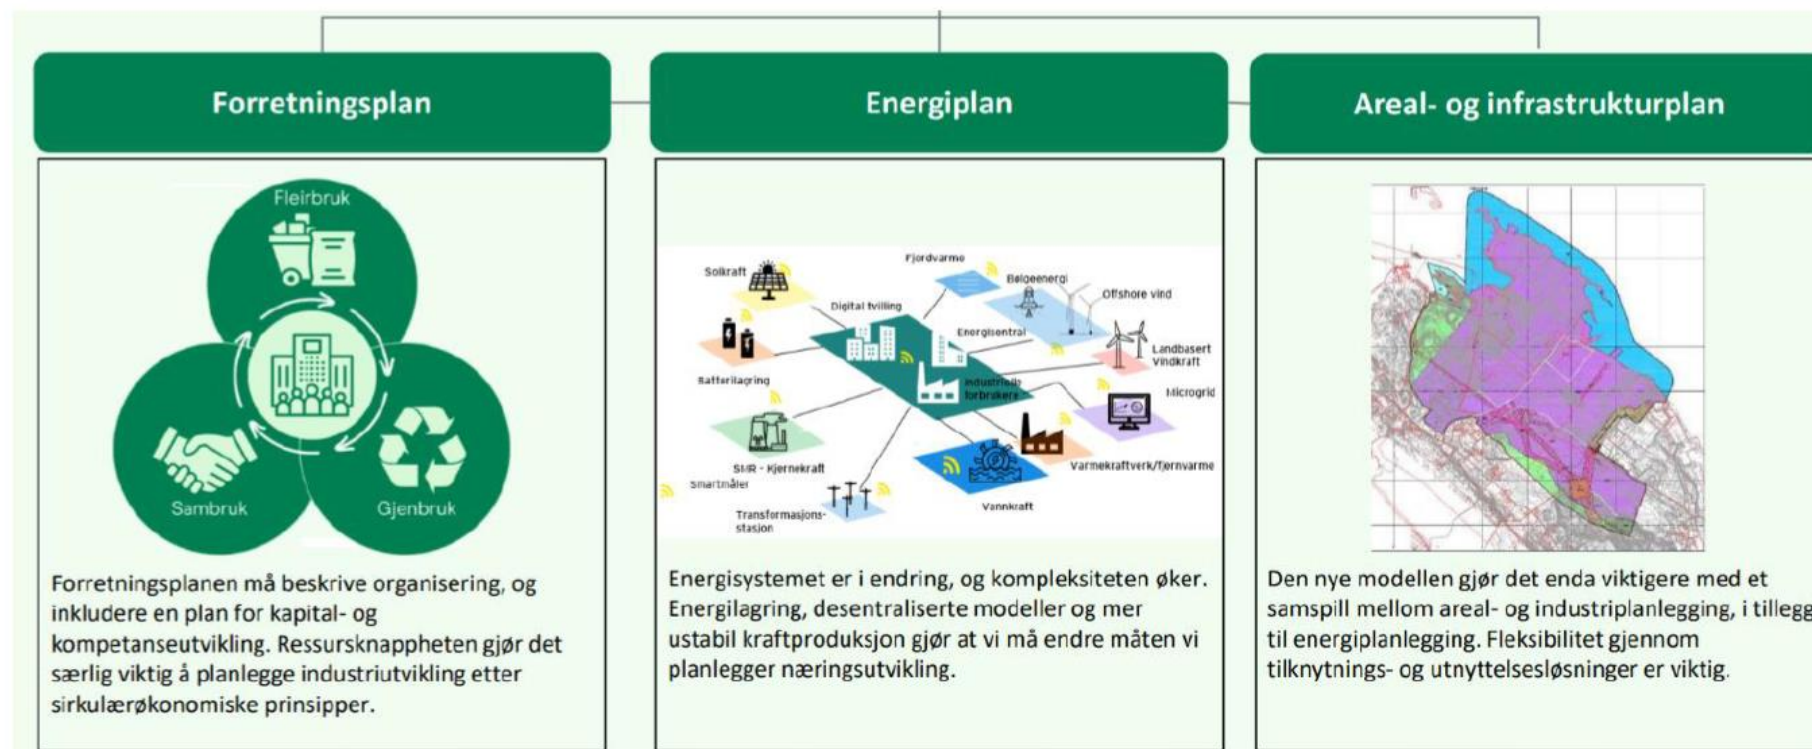 Forretningsplan
Fleirbruk
Sambruk
Gjenbruk
Forretningsplanen må beskrive organisering, og
inkludere en plan for kapital- og
kompetanseutvikling. Ressursknappheten gjør det
særlig viktig å planlegge industriutvikling etter
sirkulærøkonomiske prinsipper.
Energiplan
Solkraft
Fjordvarme
Bølgeenergi
Offshore vind
Digital tvilling
Energisentral
Landbasert
Vindkraft
Batterilagring
Industrielle
forbrukere
Microgrid
SMR - Kjernekraft
Varmekraftverk/fjernvarme
Smartmåler
Vannkraft
Transformasjons-
stasjon
Energisystemet er i endring, og kompleksiteten øker.
Energilagring, desentraliserte modeller og mer
ustabil kraftproduksjon gjør at vi må endre måten vi
planlegger næringsutvikling.
Areal- og infrastrukturplan
Den nye modellen gjør det enda viktigere med et
samspill mellom areal- og industriplanlegging, i tillegg
til energiplanlegging. Fleksibilitet gjennom
tilknytnings- og utnyttelsesløsninger er viktig.